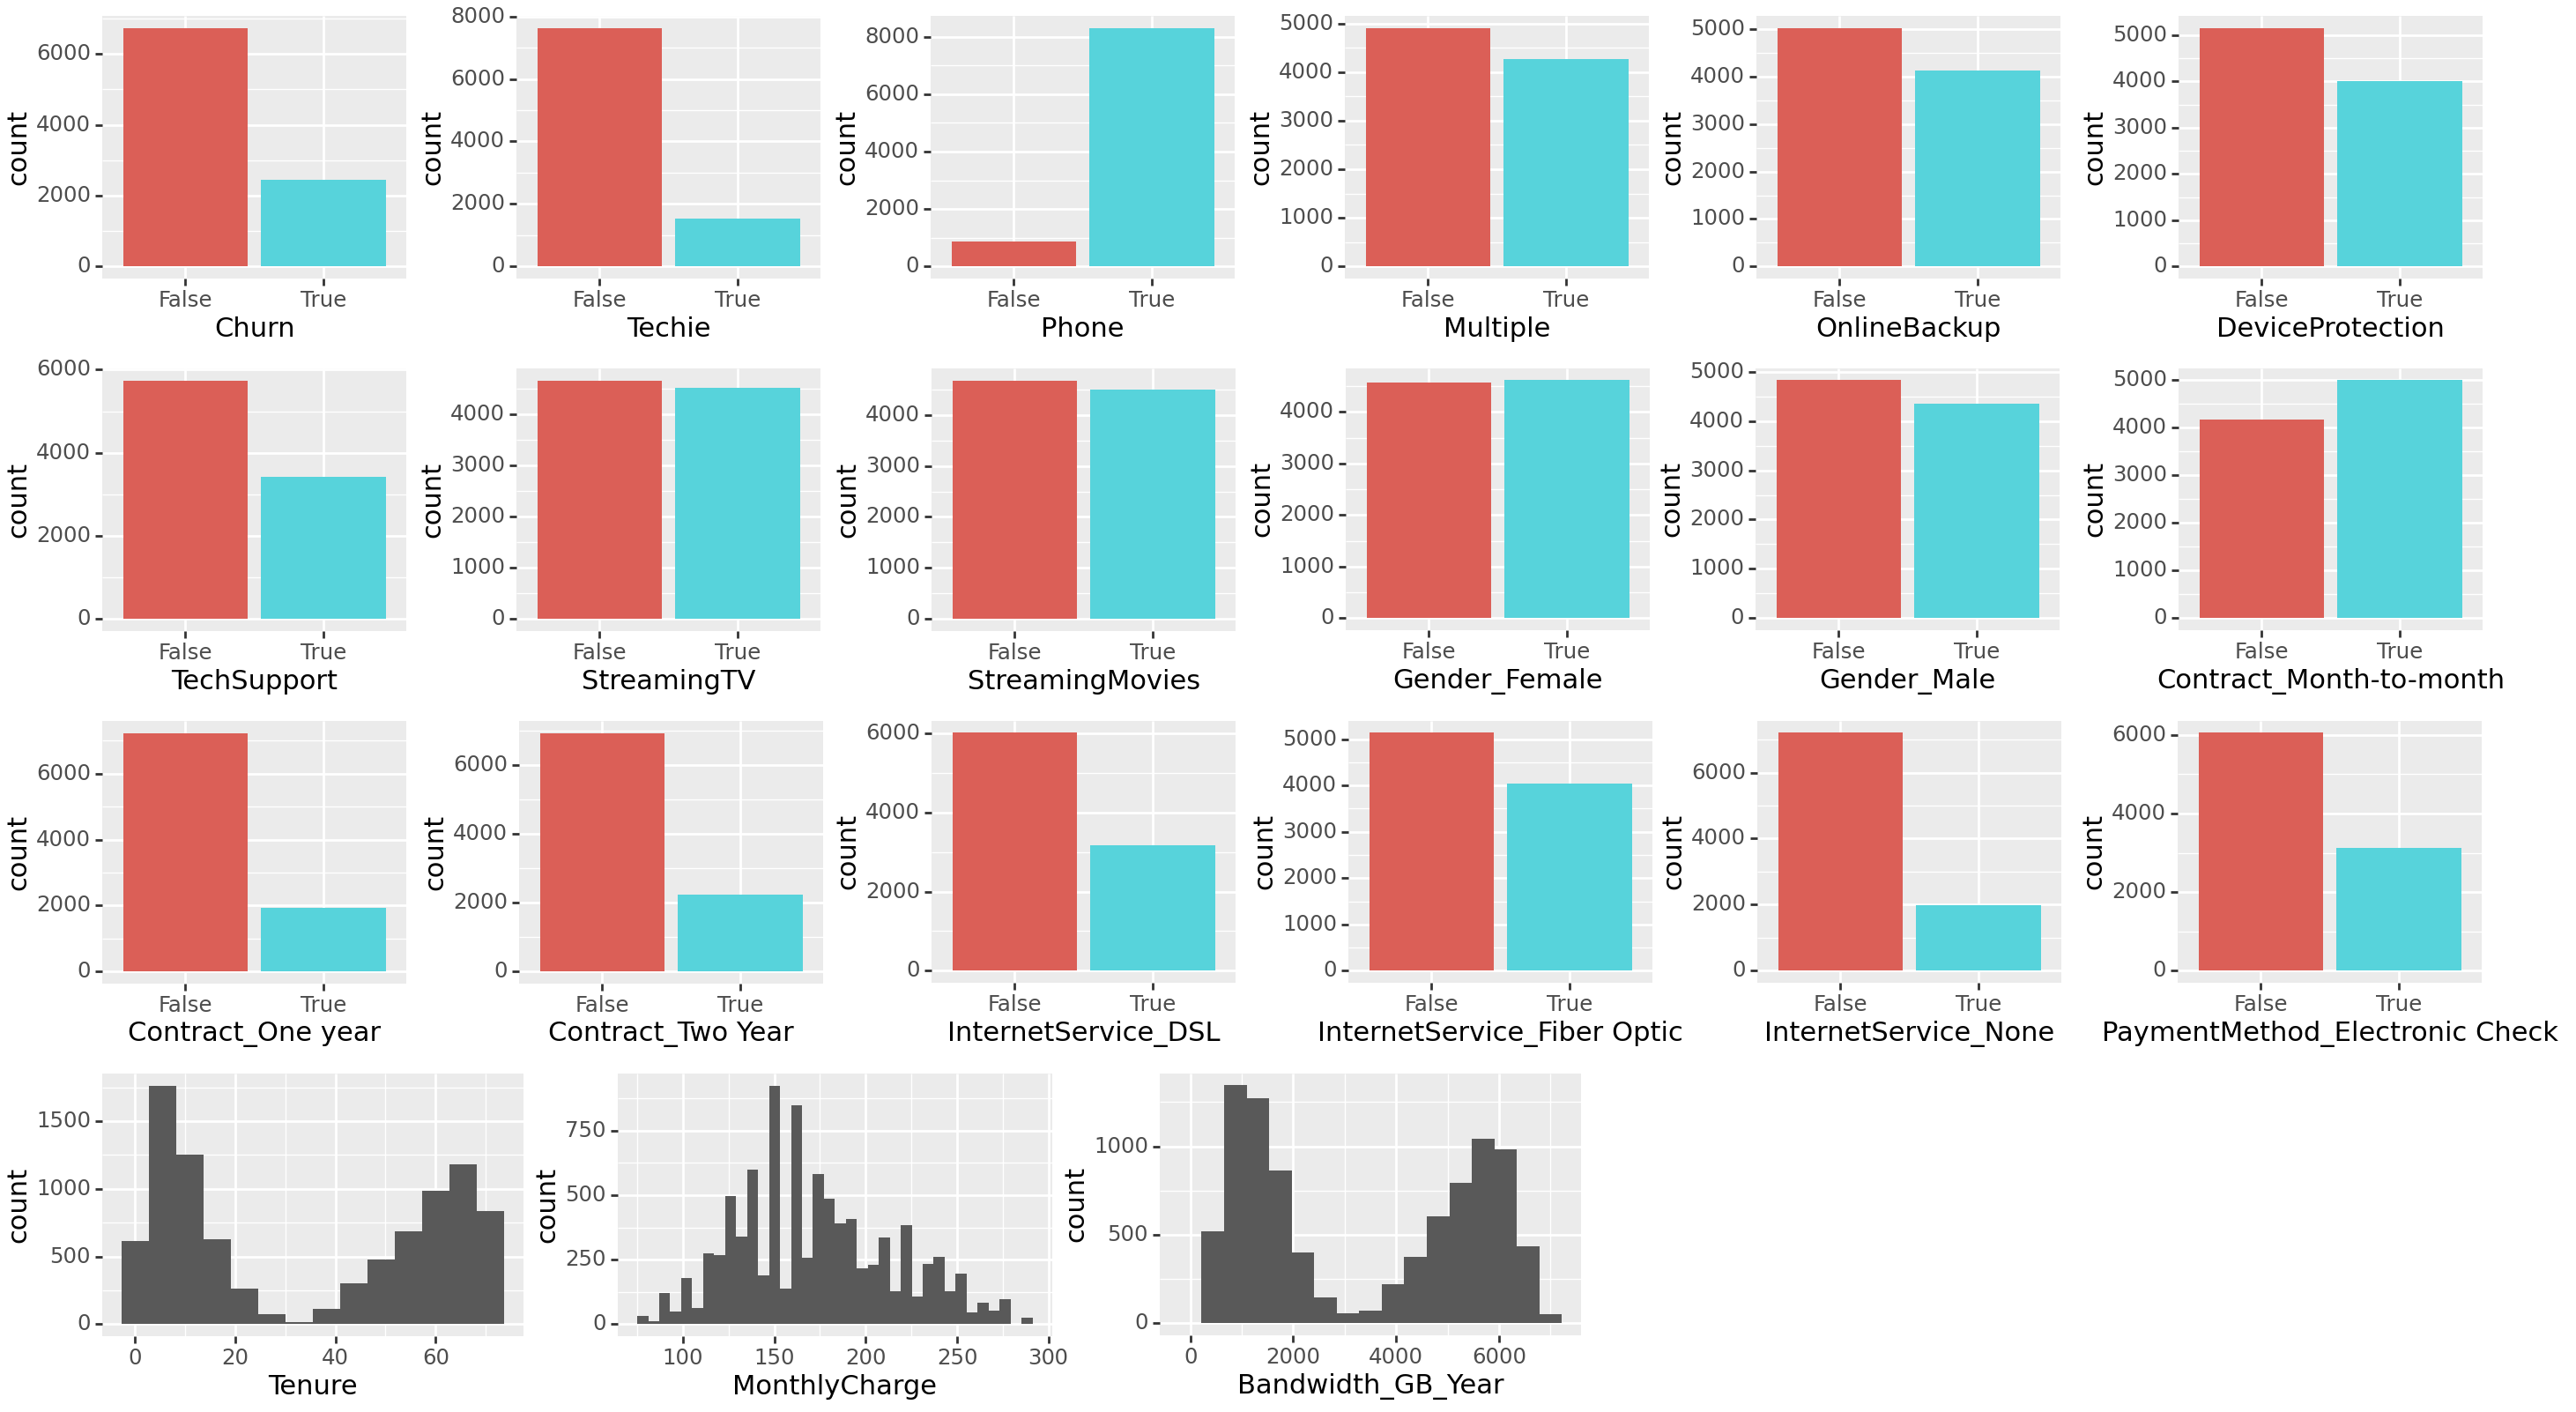 count
6000
4000
2000
0
False True
Churn
count
8000
6000
4000
2000
0
False True
Techie
count
8000
6000
4000
2000
0
False True
Phone
count
5000
4000
3000
2000
1000
0
False True
Multiple
count
5000
4000
3000
2000
1000
0
False True
OnlineBackup
count
5000
4000
3000
2000
1000
0
False True
DeviceProtection
count
6000
4000
2000
0
False True
TechSupport
count
4000
3000
2000
1000
0
False True
StreamingTV
count
4000
3000
2000
1000
0
False True
StreamingMovies
count
4000
3000
2000
1000
0
False True
Gender_Female
count
5000
4000
3000
2000
1000
0
False True
Gender_Male
count
5000
4000
3000
2000
1000
0
False True
Contract_Month-to-month
count
6000
4000
2000
0
False True
Contract_One year
count
6000
4000
2000
0
False True
Contract_Two Year
count
6000
4000
2000
0
False True
InternetService_DSL
count
5000
4000
3000
2000
1000
0
False True
InternetService_Fiber Optic
count
6000
4000
2000
0
False True
InternetService_None
count
6000
4000
2000
0
False True
PaymentMethod_Electronic Check
count
1500
1000
500
0
0 20 40 60
Tenure
count
750
500
250
0
100 150 200 250 300
MonthlyCharge
count
1000
500
0
0 2000 4000 6000
Bandwidth_GB_Year